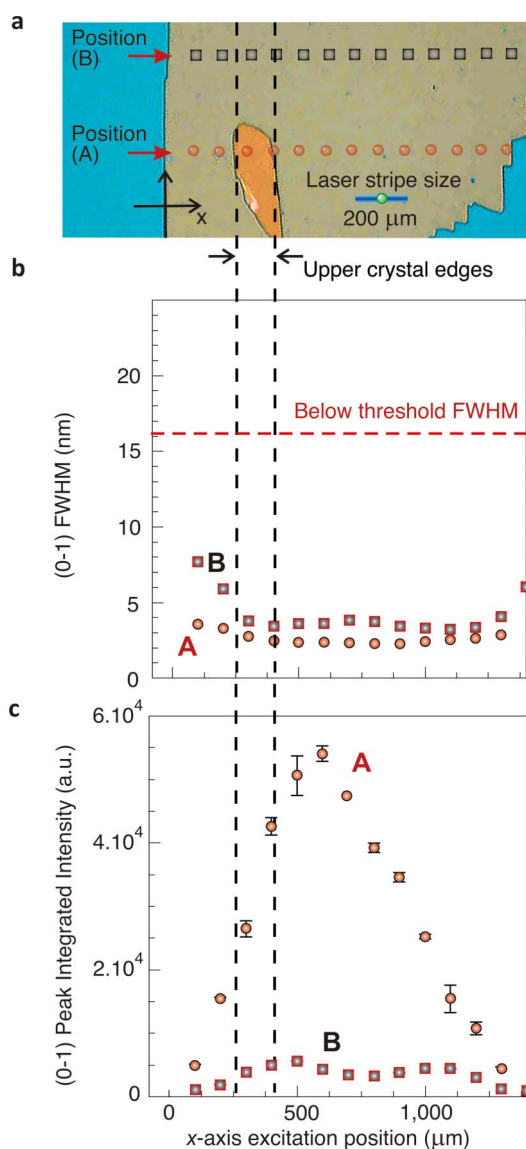 a
Position
(B)
Position
(A)
x
Laser stripe size
200 μm
Upper crystal edges
b
(0-1) FWHM (nm)
20
15
10
5
0
Below threshold FWHM
B
A
c
(0-1) Peak Integrated Intensity (a.u.)
6.10⁴
4.10⁴
2.10⁴
0
A
B
0
500
1,000
x-axis excitation position (μm)